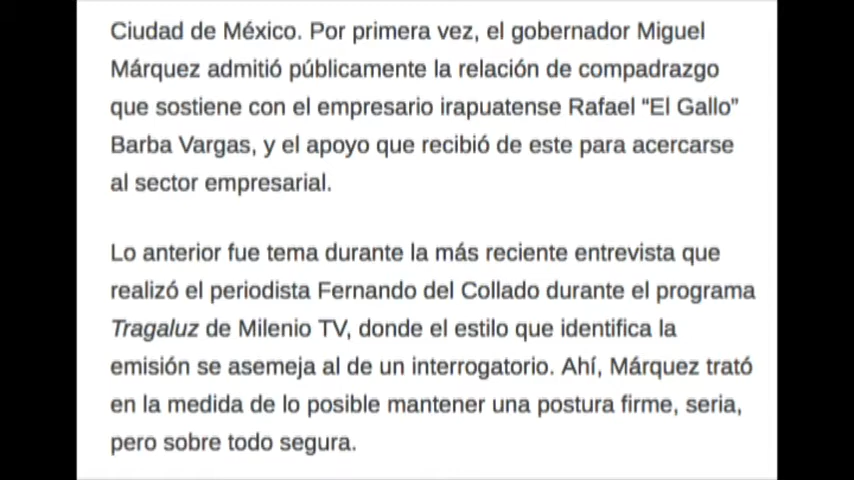 Ciudad de México. Por primera vez, el gobernador Miguel
Márquez admitió públicamente la relación de compadrazgo
que sostiene con el empresario irapuatense Rafael “El Gallo”
Barba Vargas, y el apoyo que recibió de este para acercarse
al sector empresarial.
Lo anterior fue tema durante la más reciente entrevista que
realizó el periodista Fernando del Collado durante el programa
Tragaluz de Milenio TV, donde el estilo que identifica la
emisión se asemeja al de un interrogatorio. Ahí, Márquez trató
en la medida de lo posible mantener una postura firme, seria,
pero sobre todo segura.